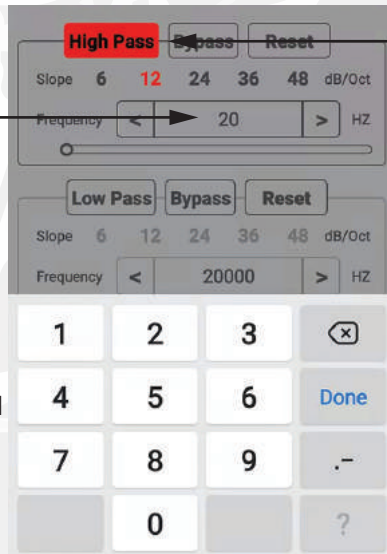 High Pass Bypass Reset
Slope 6 12 24 36 48 dB/Oct
Frequency < 20 > HZ
Low Pass Bypass Reset
Slope 6 12 24 36 48 dB/Oct
Frequency < 20000 > HZ
1 2 3
4 5 6 Done
7 8 9 .-
0 ?